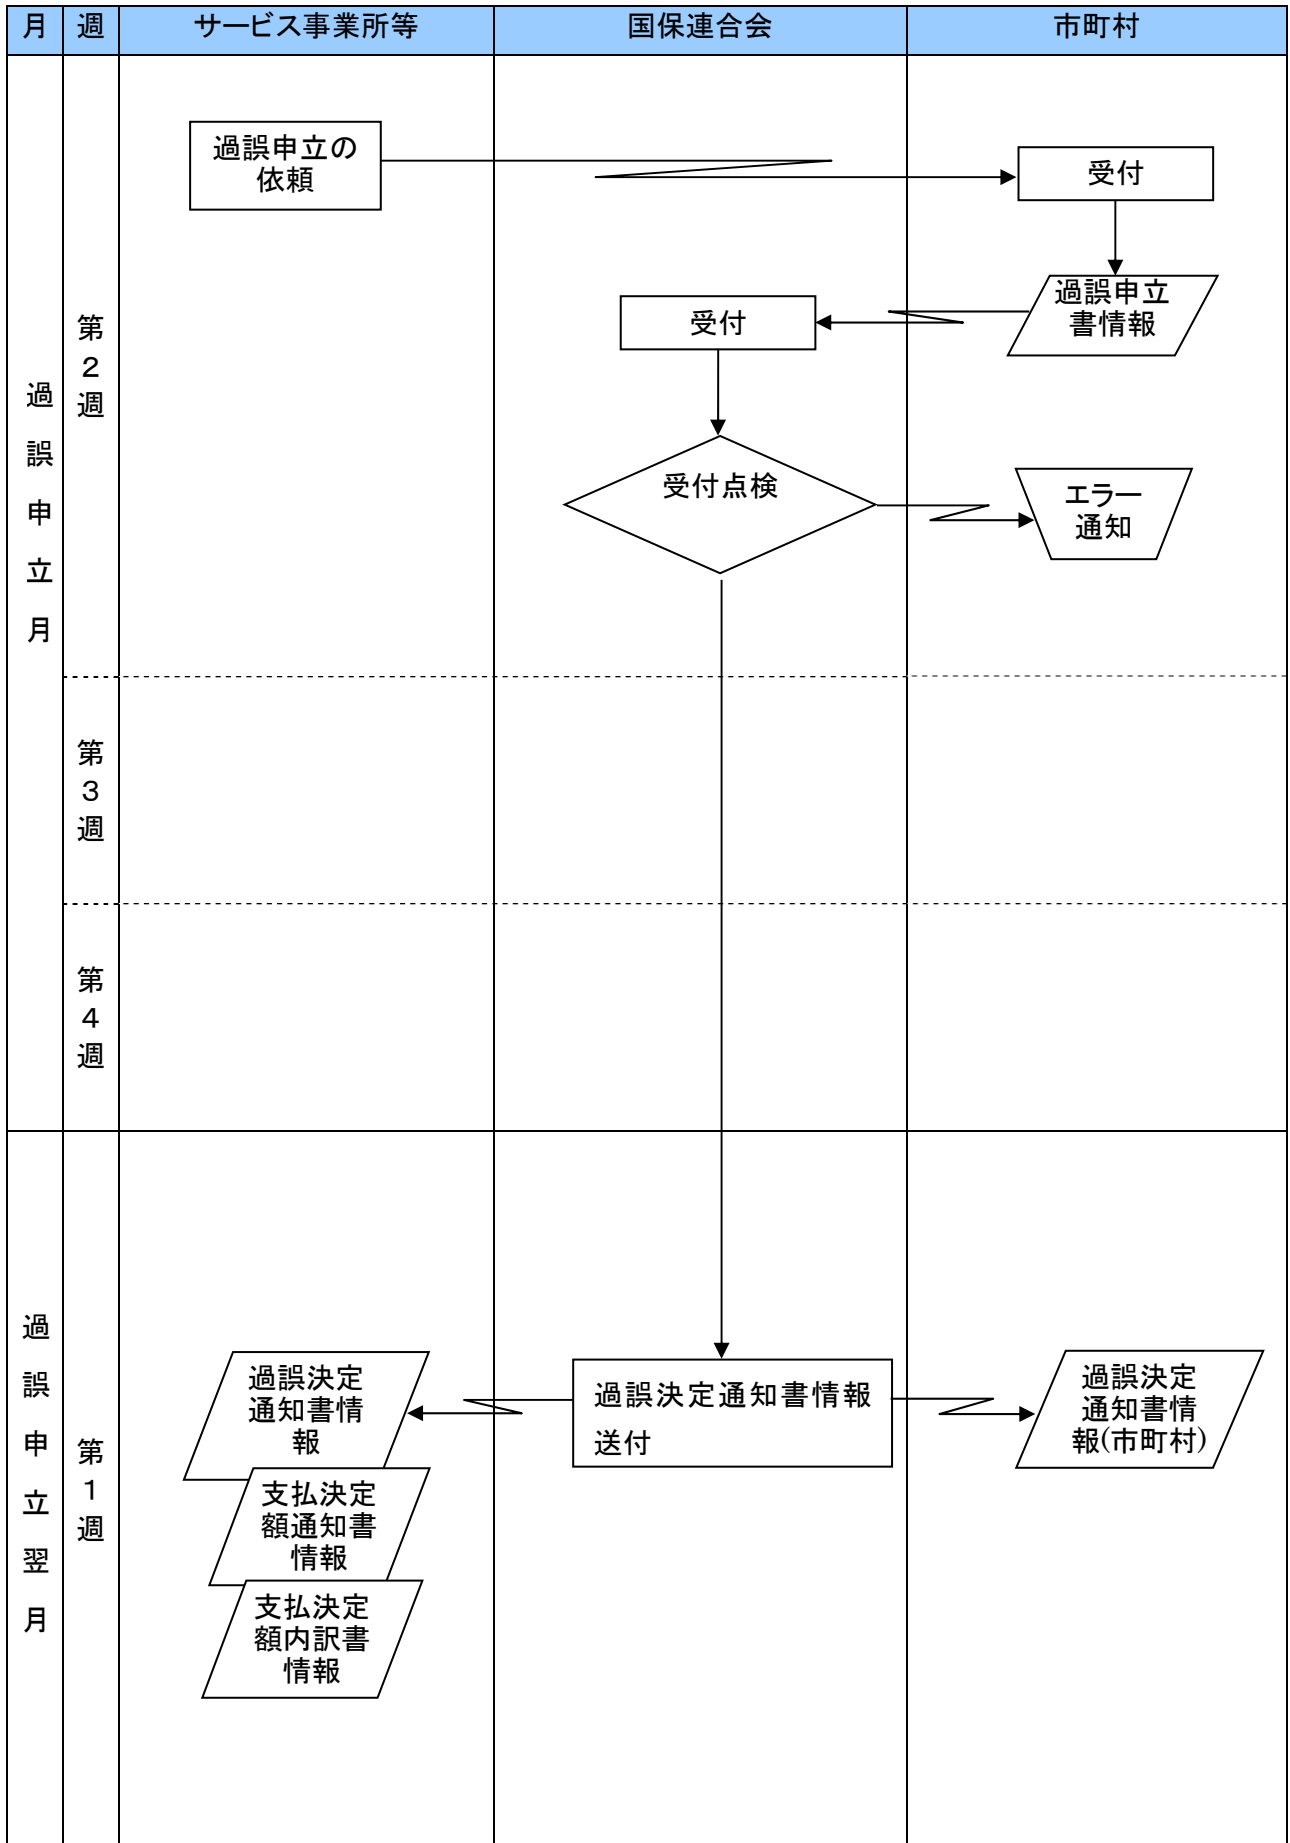 月 週 サービス事業所等 国保連合会 市町村
過誤申立月
第2週
過誤申立の
依頼
受付
過誤申立
書情報
受付
受付点検
エラー
通知
第3週
第4週
過誤申立翌月
第1週
過誤決定
通知書情
報
支払決定
額通知書
情報
支払決定
額内訳書
情報
過誤決定通知書情報
送付
過誤決定
通知書情
報(市町村)